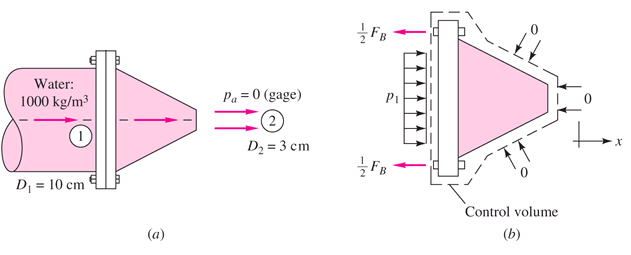 Water:
1000 kg/m³
1
D₁ = 10 cm
pₐ = 0 (gage)
2
D₂ = 3 cm
(a)
½ F_B
p₁
½ F_B
0
0
0
x
Control volume
(b)